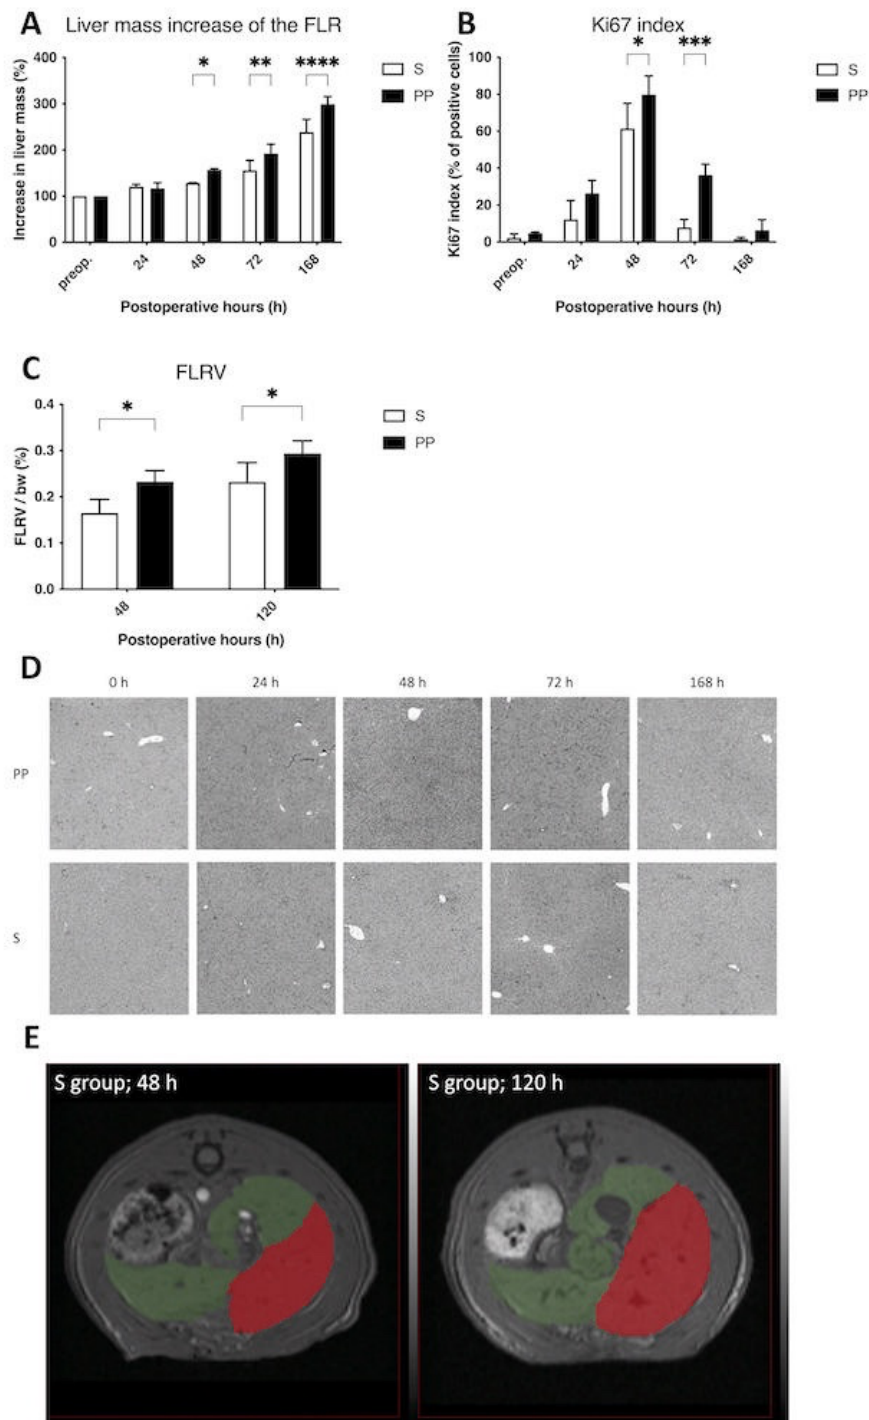 A
Liver mass increase of the FLR
Increase in liver mass (%)
400
300
200
100
0
*
**
****
S
PP
preop.
24
48
72
168
Postoperative hours (h)
B
Ki67 index
Ki67 index (% of positive cells)
100
80
60
40
20
0
*
***
S
PP
preop.
24
48
72
168
Postoperative hours (h)
C
FLRV
FLRV / bw (%)
0.4
0.3
0.2
0.1
0.0
*
*
S
PP
48
120
Postoperative hours (h)
D
0 h
24 h
48 h
72 h
168 h
PP
S
E
S group; 48 h
S group; 120 h